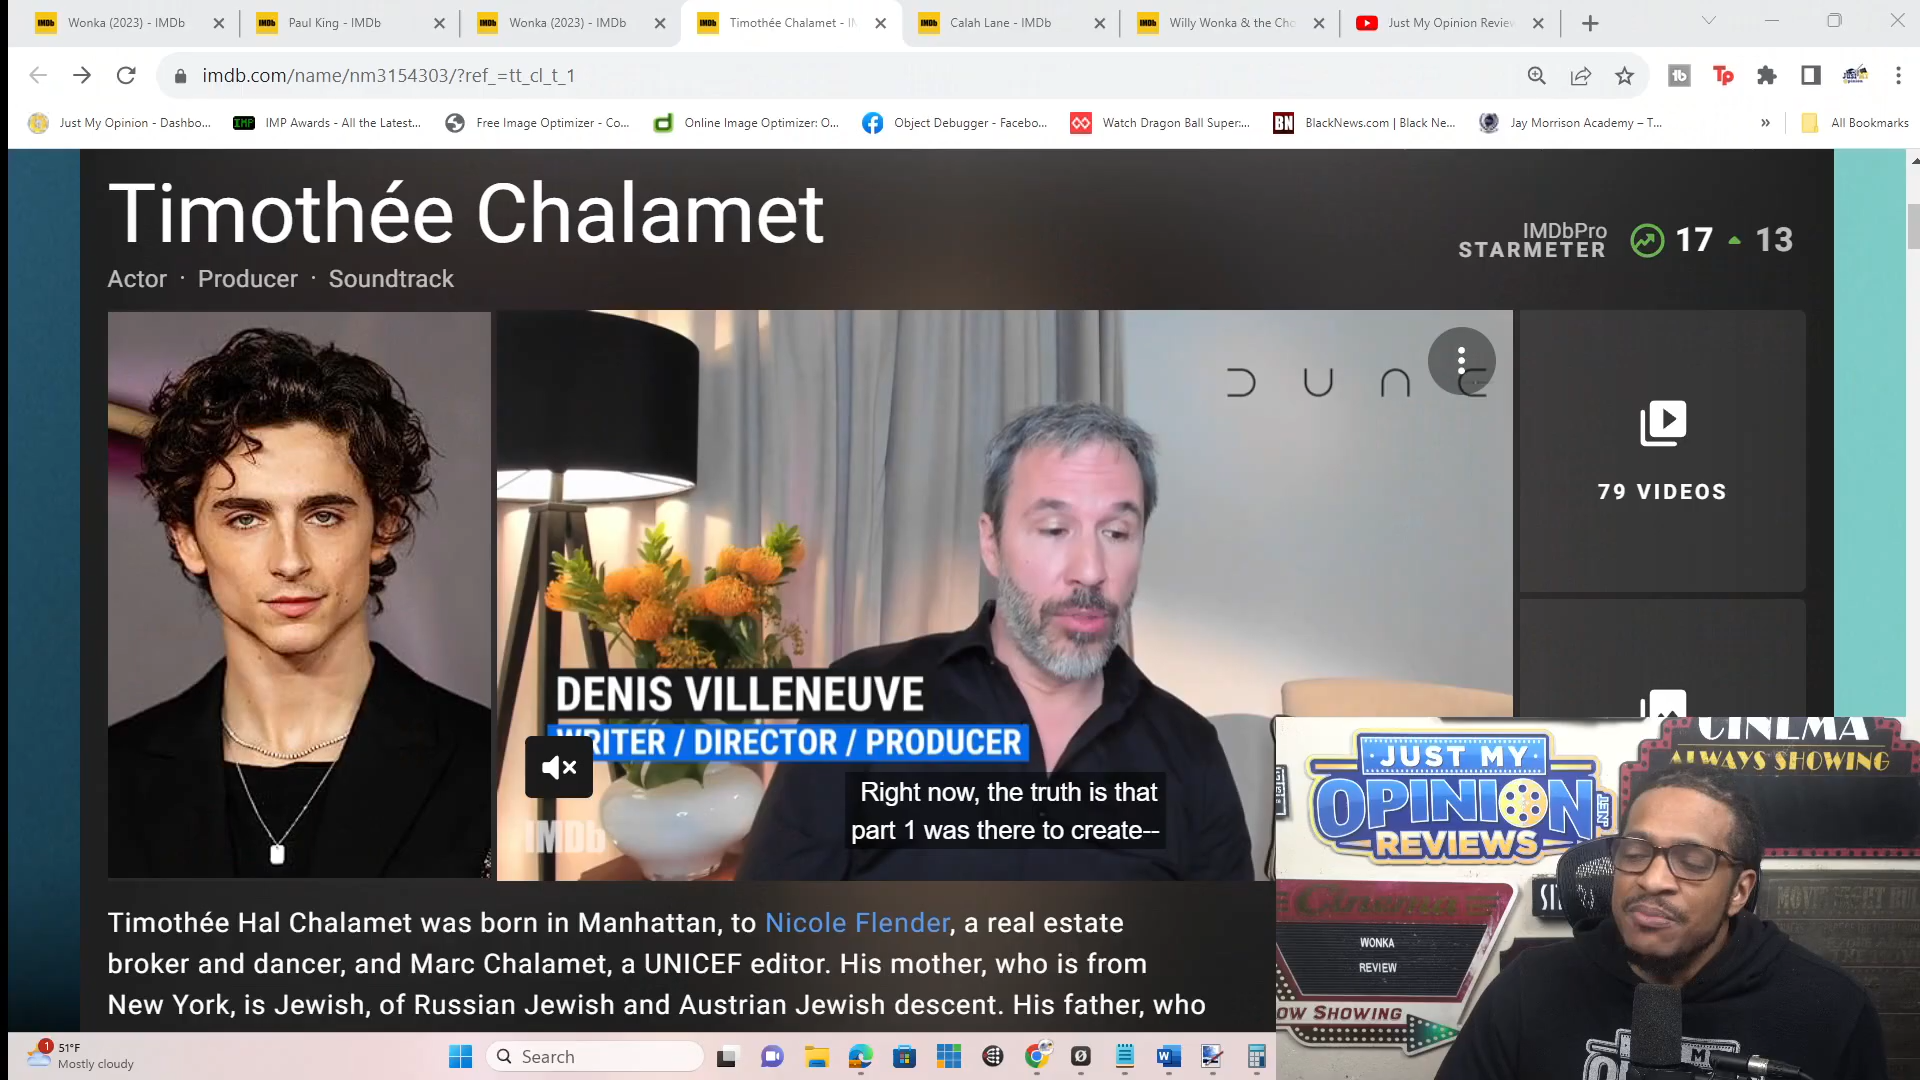 Wonka (2023) - IMDb
Paul King - IMDb
Wonka (2023) - IMDb
Timothée Chalamet - IM
Calah Lane - IMDb
Willy Wonka & the Cho
Just My Opinion Review
imdb.com/name/nm3154303/?ref_=tt_cl_t_1
Just My Opinion - Dashbo...
IMP Awards - All the Latest...
Free Image Optimizer - Co...
Online Image Optimizer: O...
Object Debugger - Facebo...
Watch Dragon Ball Super:...
BlackNews.com | Black Ne...
Jay Morrison Academy – T...
»
All Bookmarks
Timothée Chalamet
Actor · Producer · Soundtrack
IMDbPro
STARMETER
17
13
DUNE
79 VIDEOS
DENIS VILLENEUVE
WRITER / DIRECTOR / PRODUCER
Right now, the truth is that
part 1 was there to create--
IMDb
Timothée Hal Chalamet was born in Manhattan, to Nicole Flender, a real estate
broker and dancer, and Marc Chalamet, a UNICEF editor. His mother, who is from
New York, is Jewish, of Russian Jewish and Austrian Jewish descent. His father, who
JUST MY
OPINION
REVIEWS
CINEMA
ALWAYS SHOWING
Cinema
WONKA
REVIEW
OW SHOWING
1
51°F
Mostly cloudy
Search